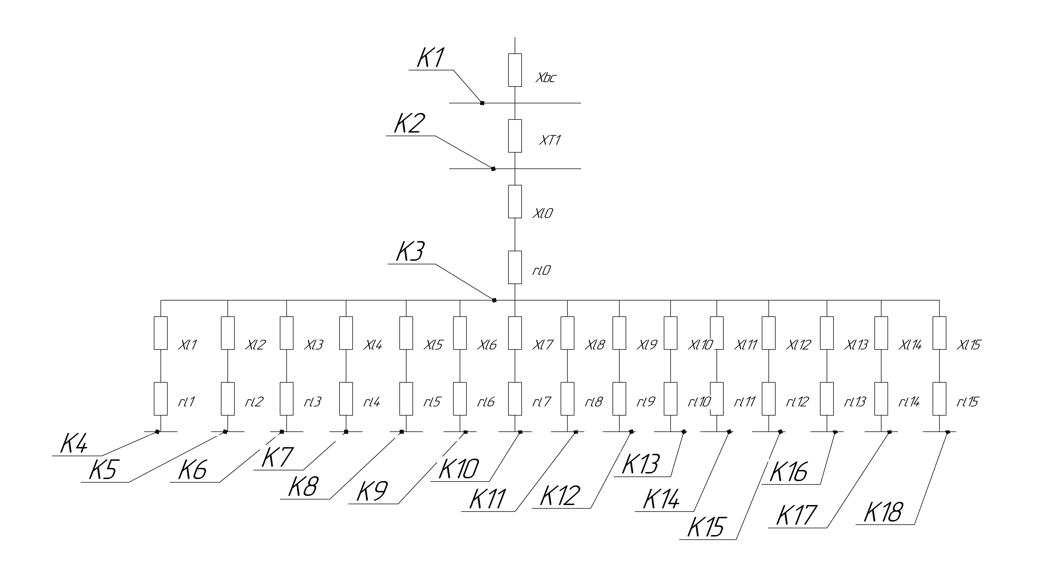 K1
Xbc
K2
XT1
Xl0
K3
rl0
Xl1 Xl2 Xl3 Xl4 Xl5 Xl6 Xl7 Xl8 Xl9 Xl10 Xl11 Xl12 Xl13 Xl14 Xl15
rl1 rl2 rl3 rl4 rl5 rl6 rl7 rl8 rl9 rl10 rl11 rl12 rl13 rl14 rl15
K4 K5 K6 K7 K8 K9 K10 K11 K12 K13 K14 K15 K16 K17 K18